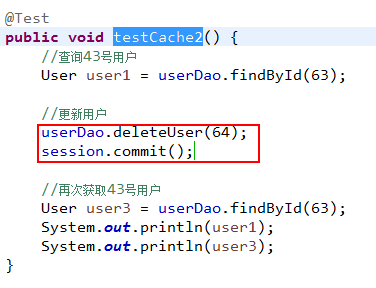 @Test
public void testCache2() {
//查询43号用户
User user1 = userDao.findById(63);
//更新用户
userDao.deleteUser(64);
session.commit();
//再次获取43号用户
User user3 = userDao.findById(63);
System.out.println(user1);
System.out.println(user3);
}